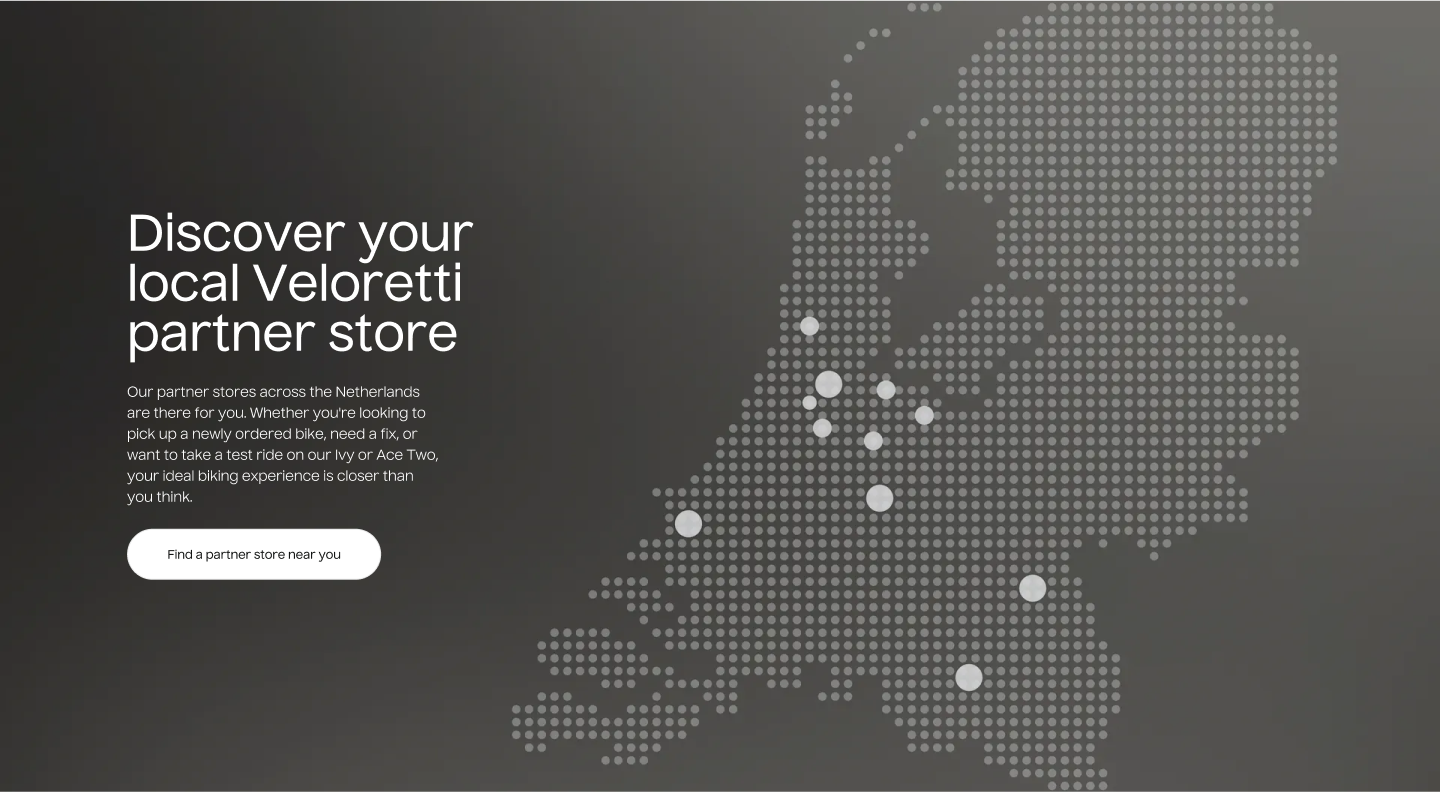 Discover your
local Veloretti
partner store
Our partner stores across the Netherlands
are there for you. Whether you're looking to
pick up a newly ordered bike, need a fix, or
want to take a test ride on our Ivy or Ace Two,
your ideal biking experience is closer than
you think.
Find a partner store near you